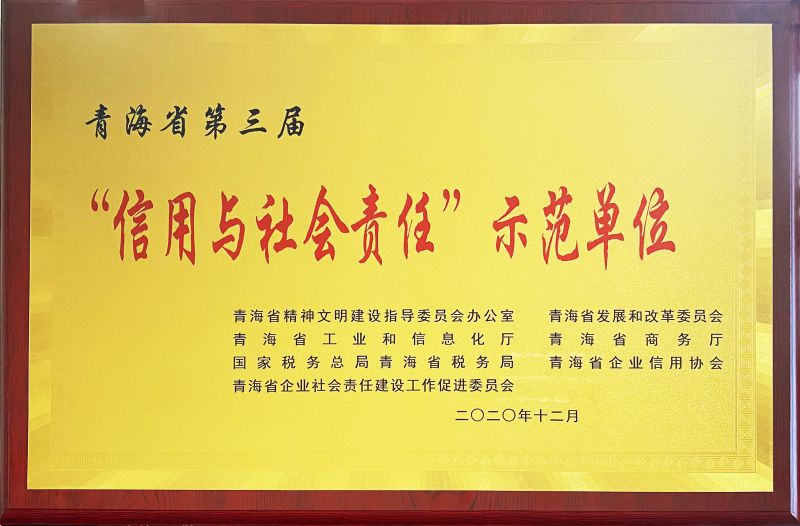 青海省第三届
“信用与社会责任”示范单位
青海省精神文明建设指导委员会办公室 青海省发展和改革委员会
青海省工业和信息化厅 青海省商务厅
国家税务总局青海省税务局 青海省企业信用协会
青海省企业社会责任建设工作促进委员会
二〇二〇年十二月